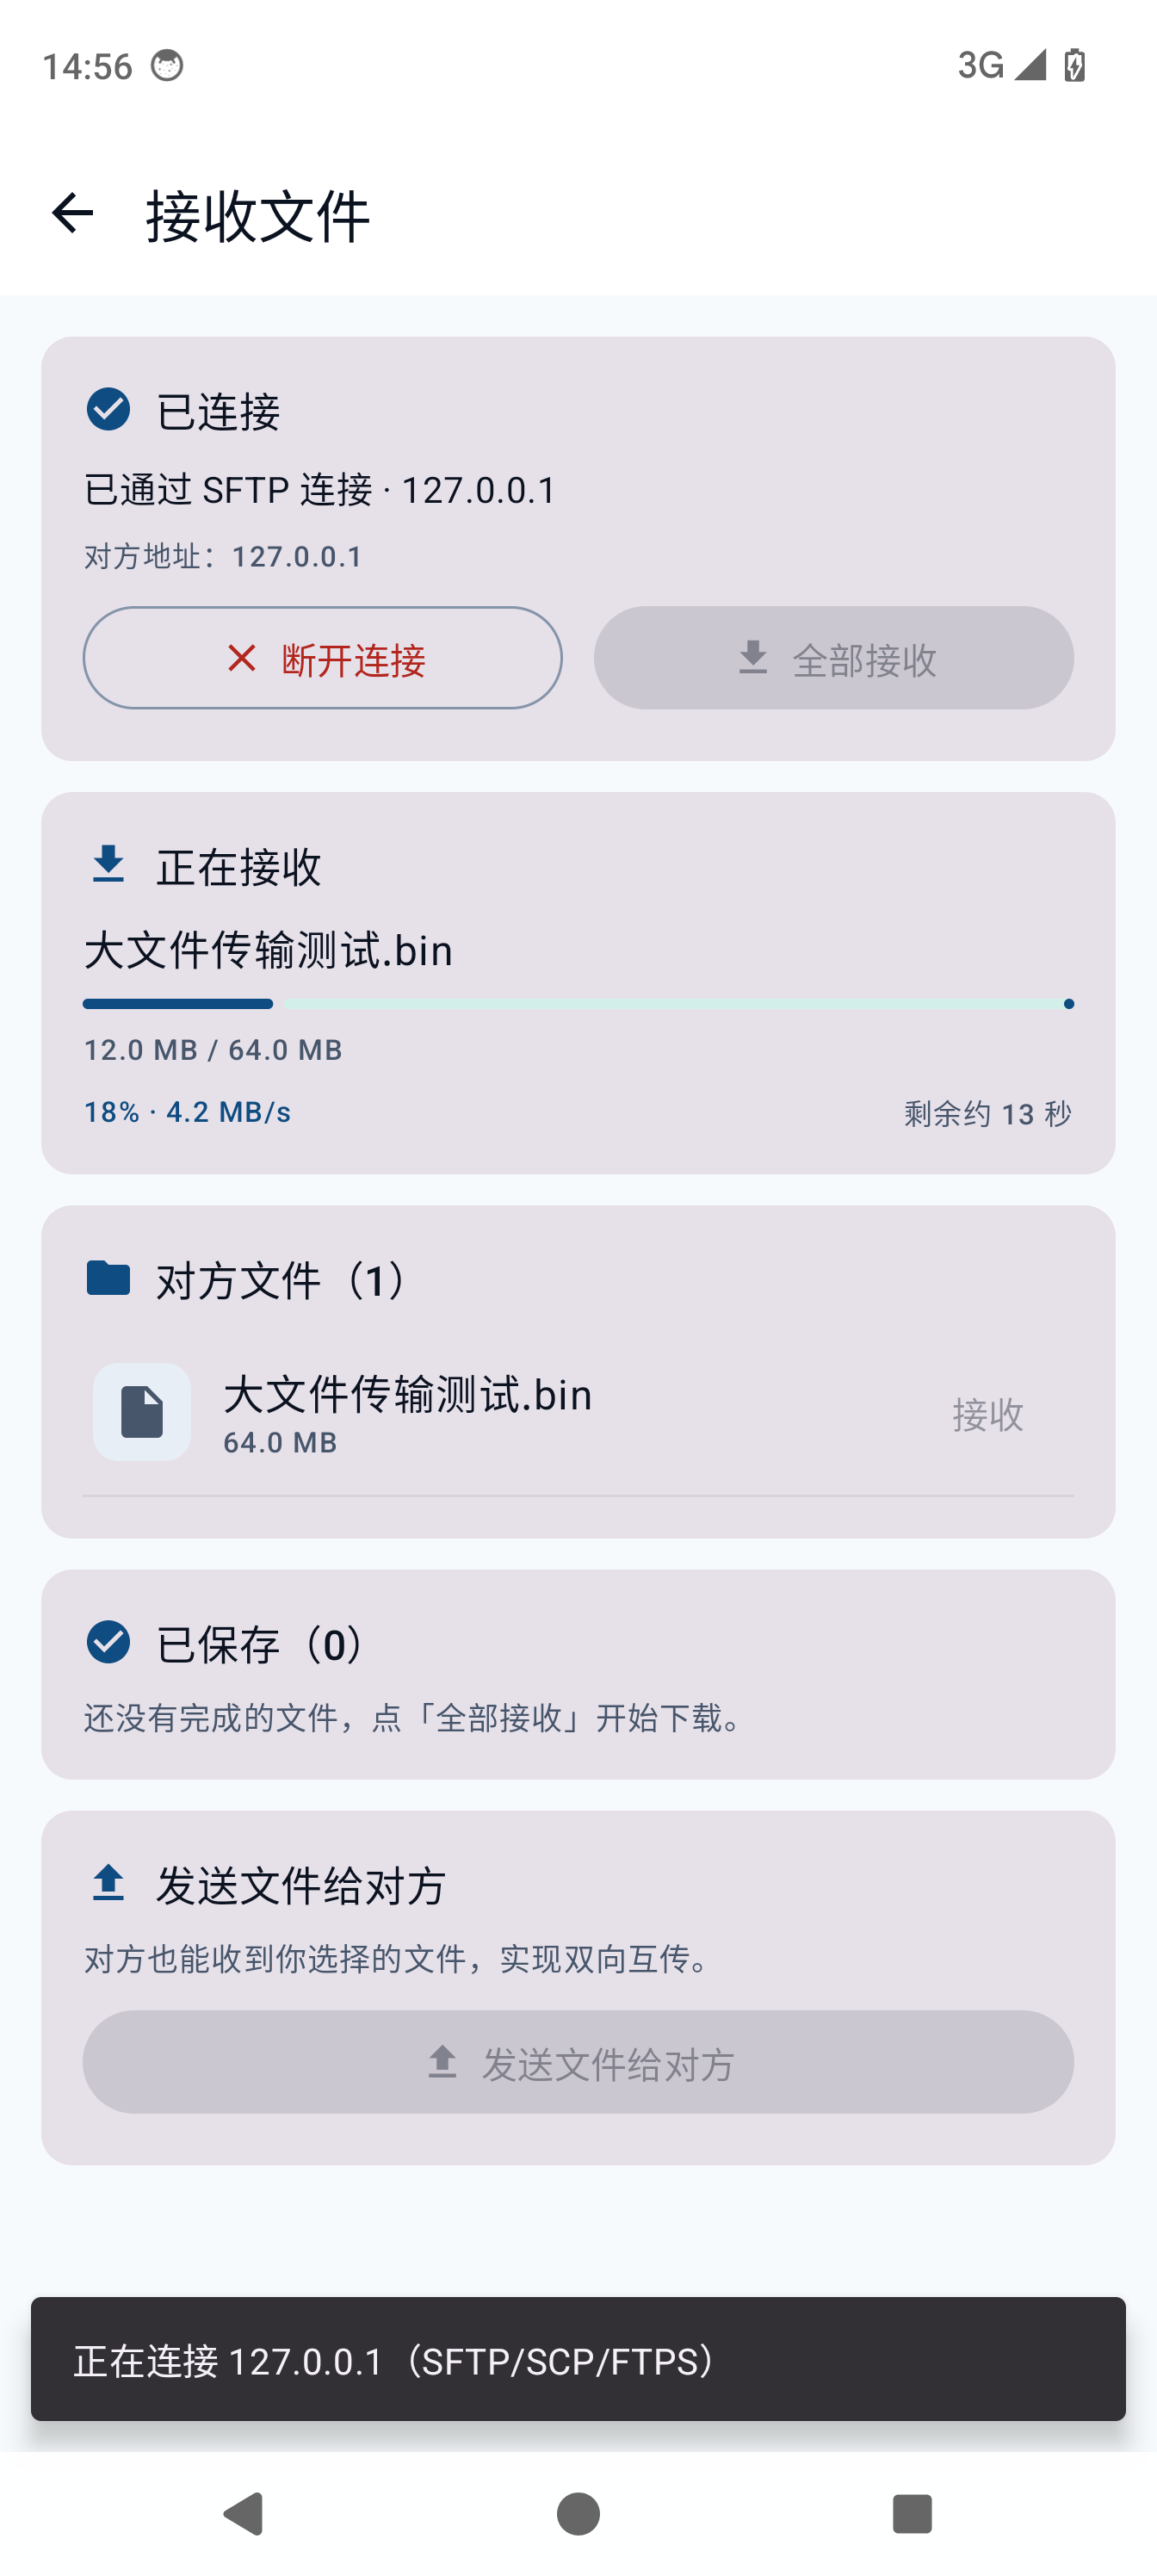 14:56
3G
接收文件
已连接
已通过 SFTP 连接 · 127.0.0.1
对方地址：127.0.0.1
断开连接
全部接收
正在接收
大文件传输测试.bin
12.0 MB / 64.0 MB
18% · 4.2 MB/s
剩余约 13 秒
对方文件（1）
大文件传输测试.bin
64.0 MB
接收
已保存（0）
还没有完成的文件，点「全部接收」开始下载。
发送文件给对方
对方也能收到你选择的文件，实现双向互传。
发送文件给对方
正在连接 127.0.0.1（SFTP/SCP/FTPS）